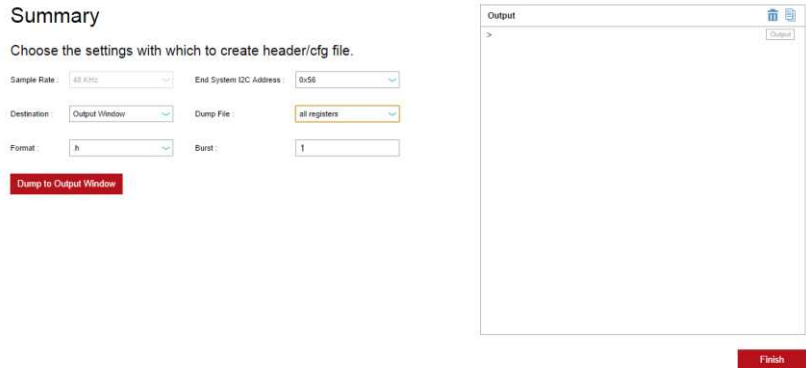 Summary
Choose the settings with which to create header/cfg file.
Sample Rate : 48 KHz End System I2C Address : 0x56
Destination : Output Window Dump File : all registers
Format : .h Burst : 1
Dump to Output Window
Output
> Output
Finish